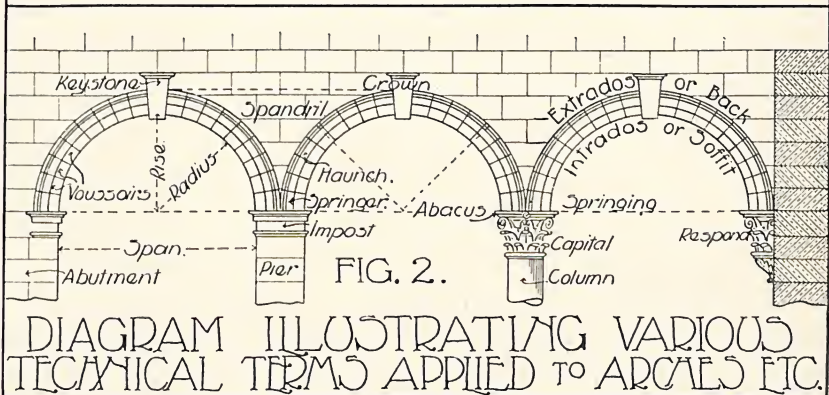 Keystone
Crown
Extrados or Back
Spandril
Intrados or Soffit
Rise
Radius
Haunch.
Voussoirs
Springer
Abacus
Springing
Impost
Respond
Span.
Capital
Abutment
Pier
FIG. 2.
Column
DIAGRAM ILLUSTRATING VARIOUS
TECHNICAL TERMS APPLIED TO ARCHES ETC.